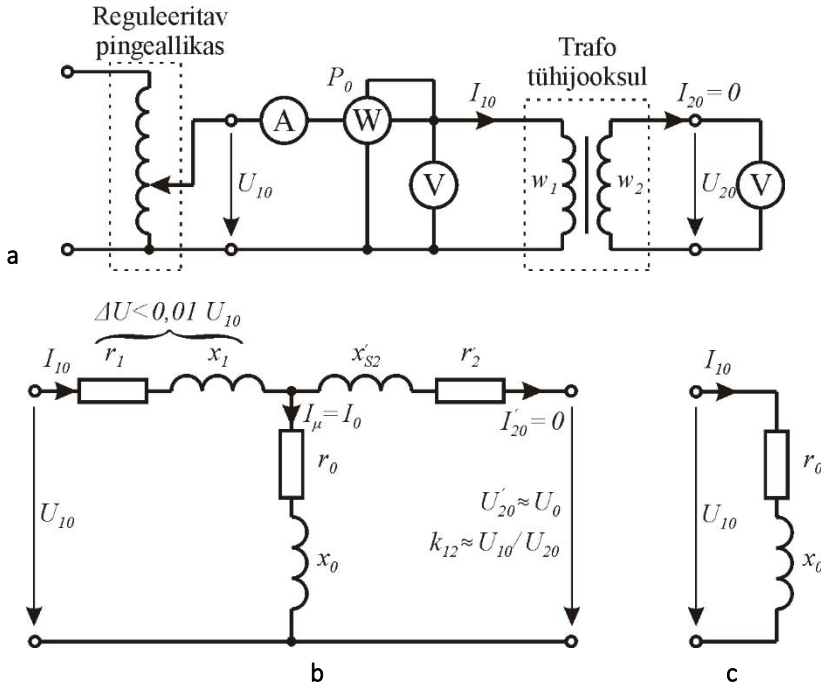 Reguleeritav
pingeallikas
Trafo
tühijooksul
P₀
I₁₀
I₂₀ = 0
A
W
V
U₁₀
w₁
w₂
U₂₀
V
a
ΔU < 0,01 U₁₀
I₁₀
r₁
x₁
x′S2
r′₂
I₁₀
Iμ = I₀
I′₂₀ = 0
r₀
r₀
U₁₀
U′₂₀ ≈ U₀
U₁₀
k₁₂ ≈ U₁₀/U₂₀
x₀
x₀
b
c